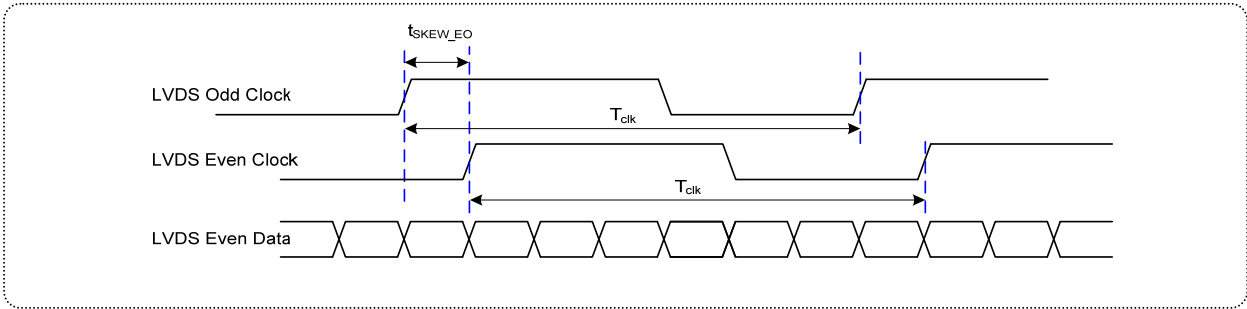 tSKEW_EO
LVDS Odd Clock
Tclk
LVDS Even Clock
Tclk
LVDS Even Data